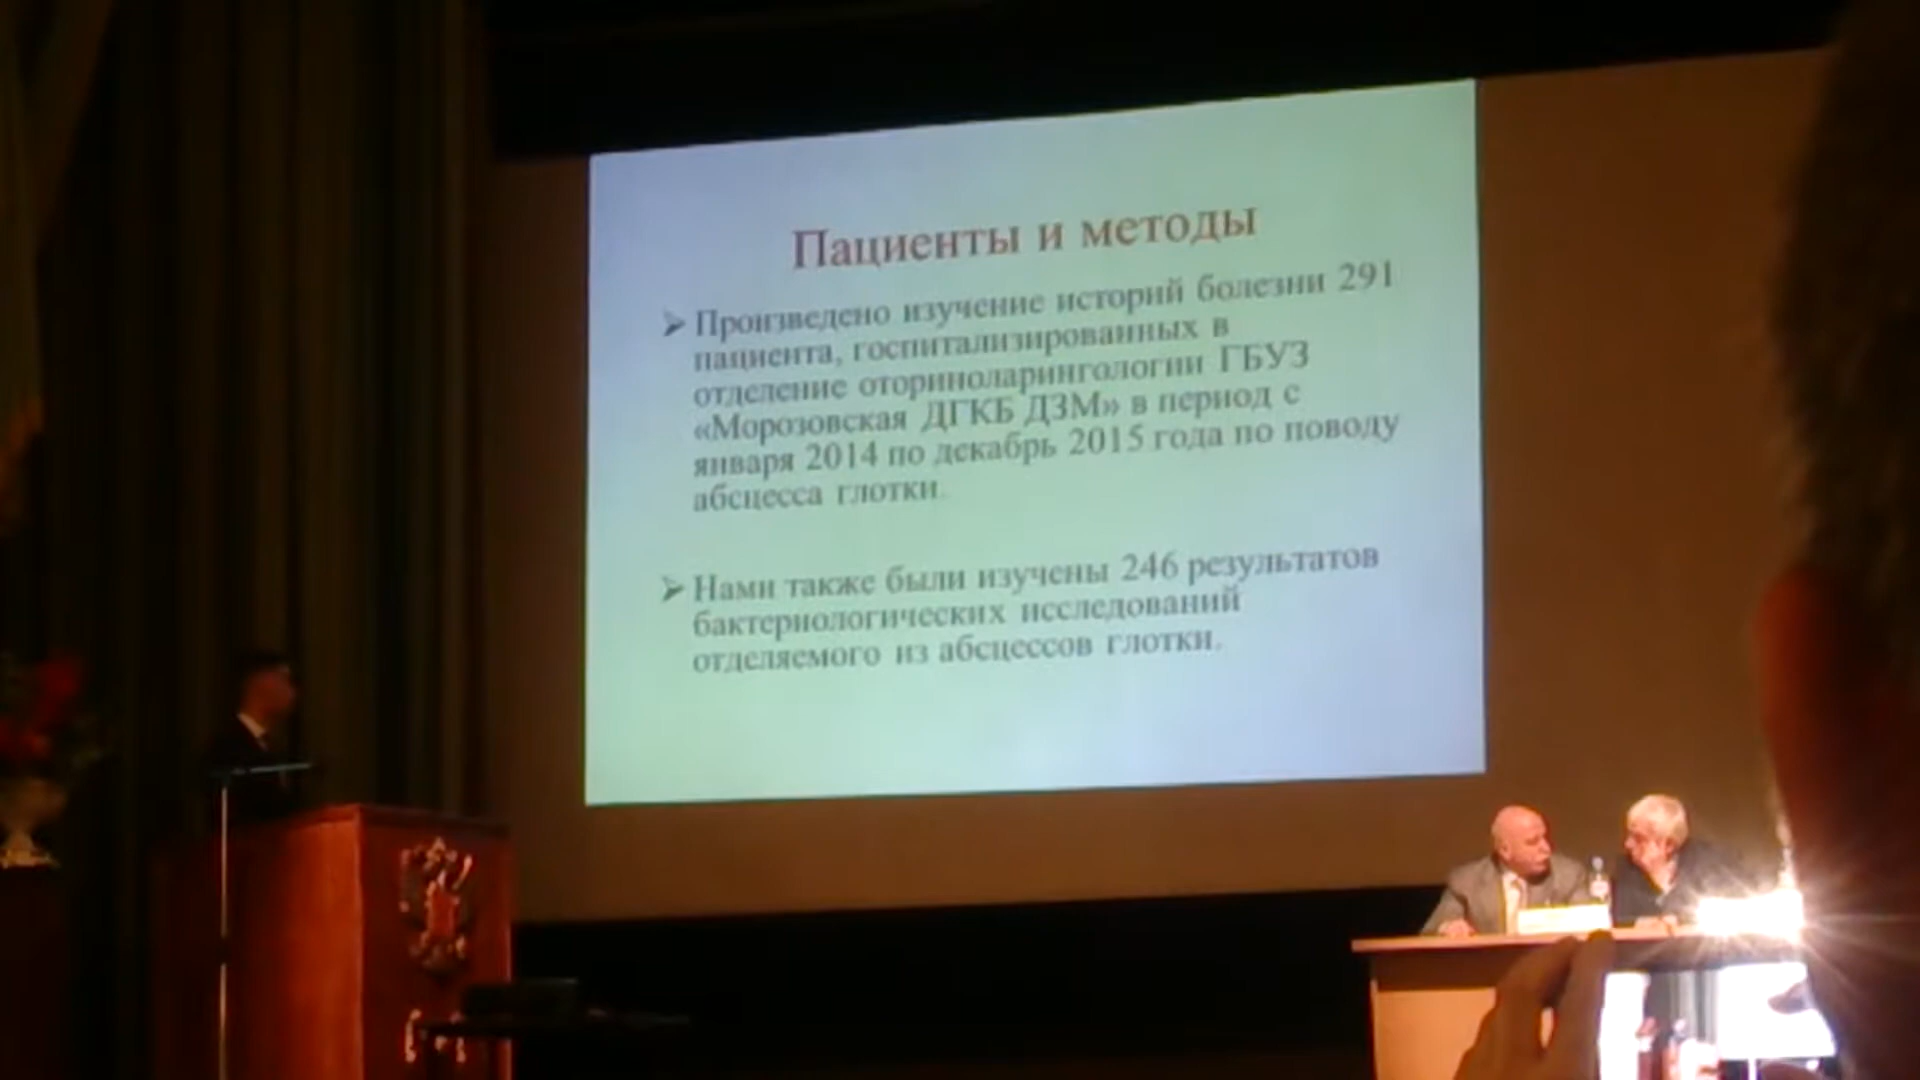 Пациенты и методы
Произведено изучение историй болезни 291
пациента, госпитализированных в
отделение оториноларингологии ГБУЗ
«Морозовская ДГКБ ДЗМ» в период с
января 2014 по декабрь 2015 года по поводу
абсцесса глотки.
Нами также были изучены 246 результатов
бактериологических исследований
отделяемого из абсцессов глотки.